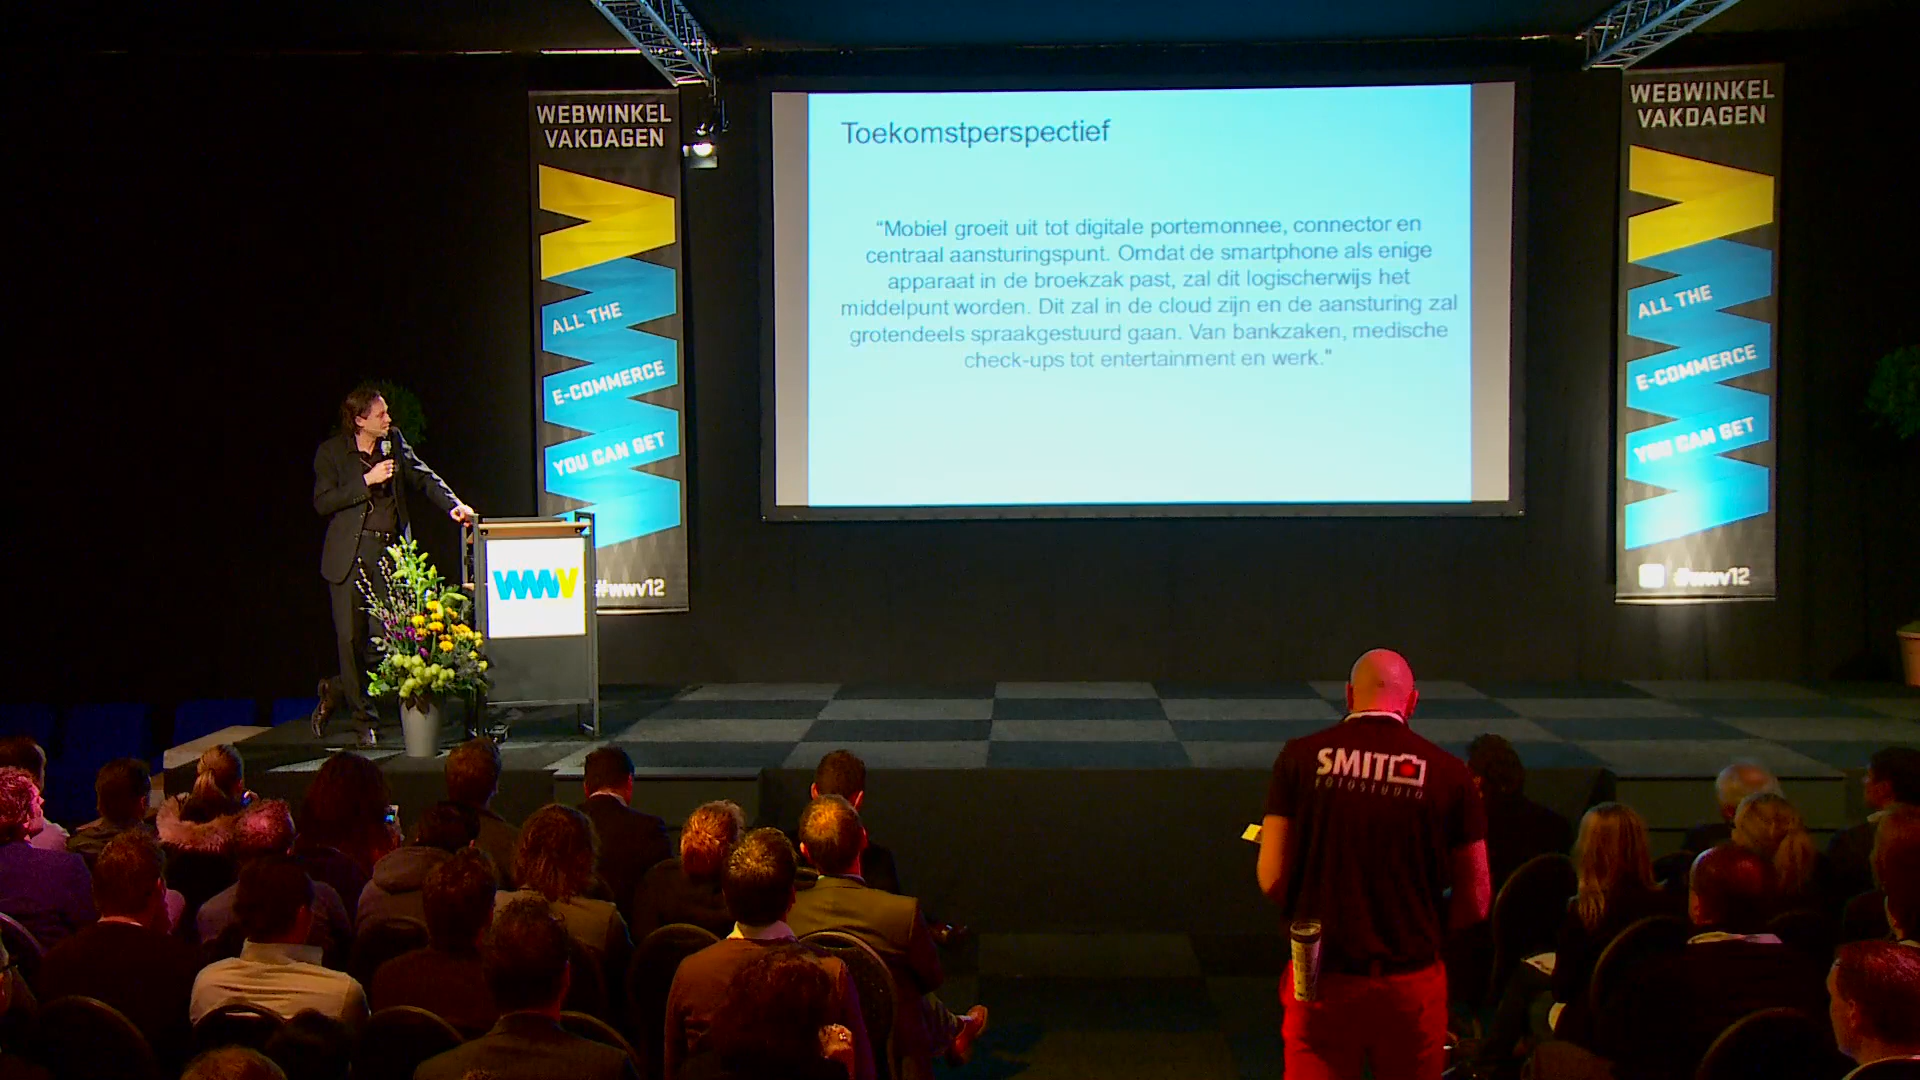 WEBWINKEL
VAKDAGEN
ALL THE
E-COMMERCE
YOU CAN GET
#wwv12
Toekomstperspectief
“Mobiel groeit uit tot digitale portemonnee, connector en
centraal aansturingspunt. Omdat de smartphone als enige
apparaat in de broekzak past, zal dit logischerwijs het
middelpunt worden. Dit zal in de cloud zijn en de aansturing zal
grotendeels spraakgestuurd gaan. Van bankzaken, medische
check-ups tot entertainment en werk."
WEBWINKEL
VAKDAGEN
ALL THE
E-COMMERCE
YOU CAN GET
#wwv12
WWV
SMIT
FOTOSTUDIO